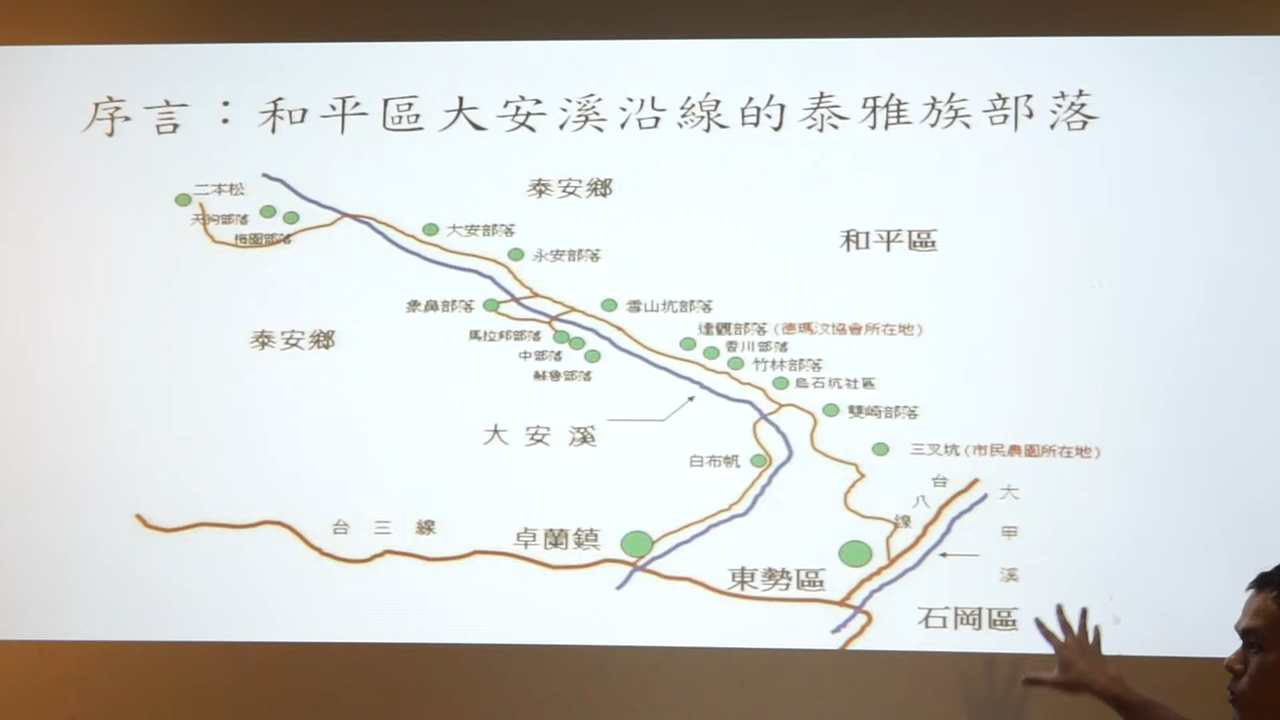 序言：和平區大安溪沿線的泰雅族部落
二本松
天狗部落
梅園部落
泰安鄉
大安部落
永安部落
和平區
象鼻部落
雪山坑部落
泰安鄉
馬拉邦部落
中部落
蘇魯部落
達觀部落（德瑪汶協會所在地）
香川部落
竹林部落
烏石坑社區
雙崎部落
大安溪
白布帆
三叉坑（市民農園所在地）
台八線
大甲溪
台三線
卓蘭鎮
東勢區
石岡區